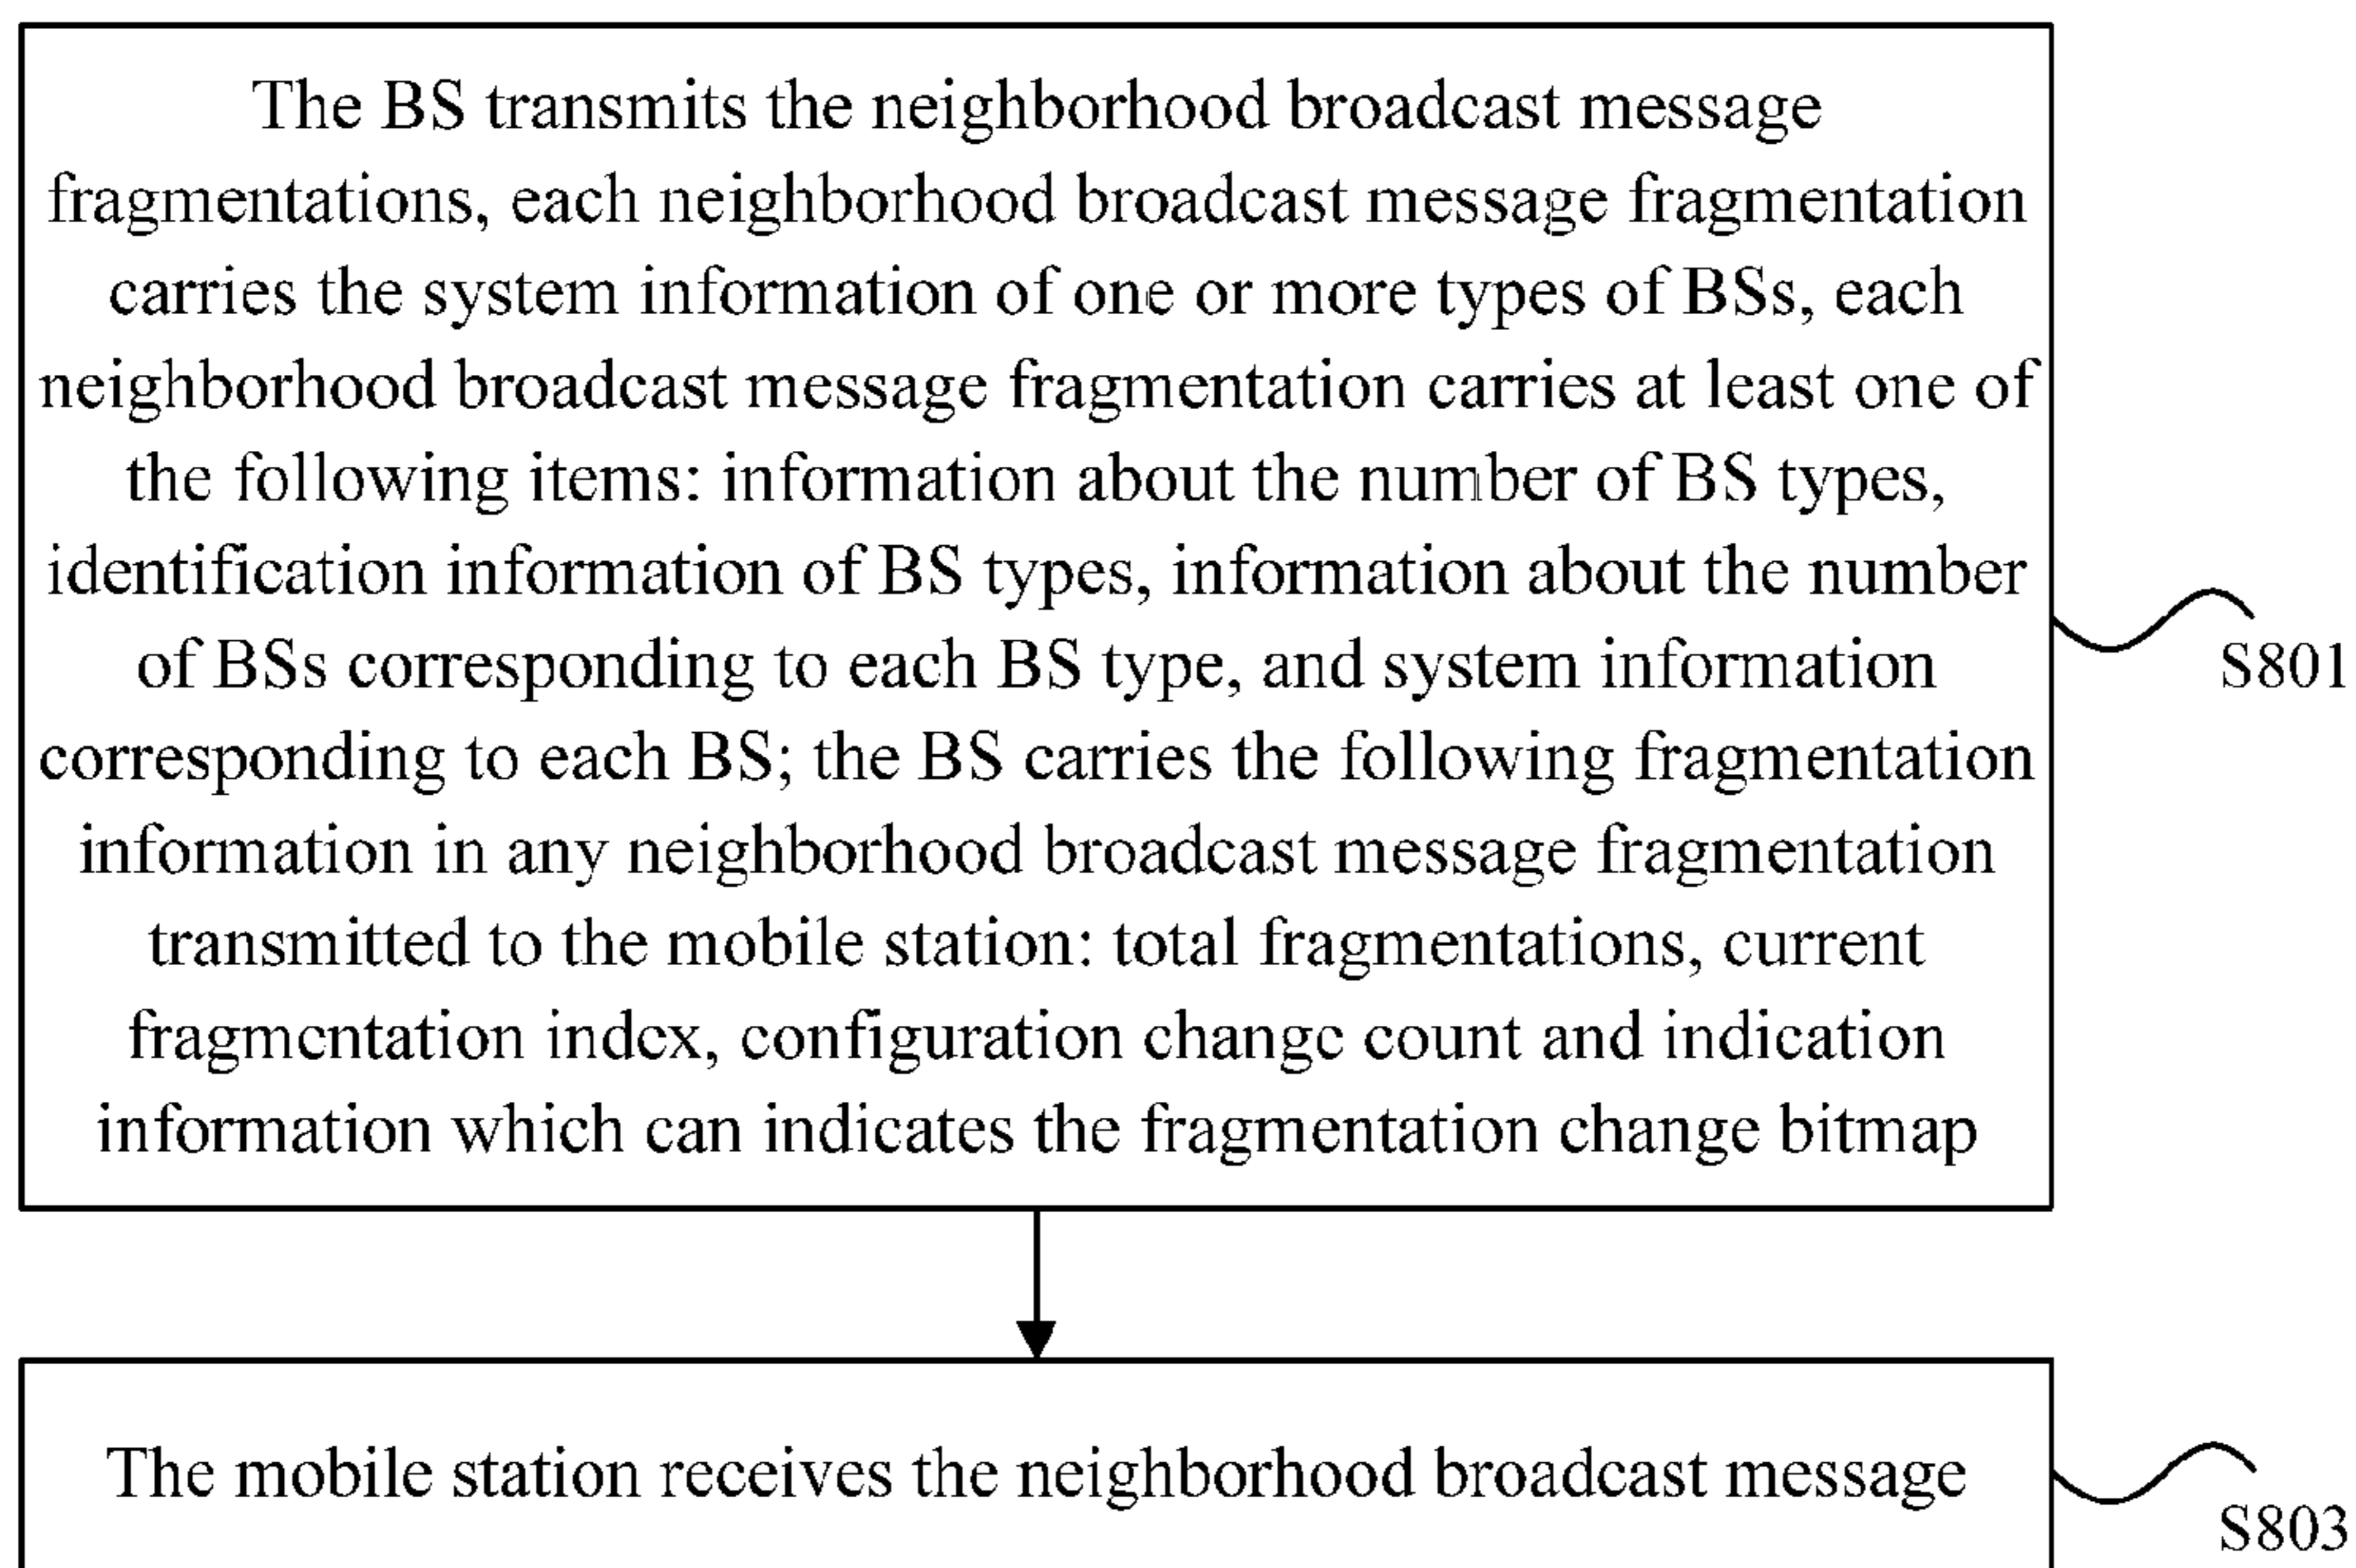 The BS transmits the neighborhood broadcast message
fragmentations, each neighborhood broadcast message fragmentation
carries the system information of one or more types of BSs, each
neighborhood broadcast message fragmentation carries at least one of
the following items: information about the number of BS types,
identification information of BS types, information about the number
of BSs corresponding to each BS type, and system information
corresponding to each BS; the BS carries the following fragmentation
information in any neighborhood broadcast message fragmentation
transmitted to the mobile station: total fragmentations, current
fragmentation index, configuration change count and indication
information which can indicates the fragmentation change bitmap
S801
The mobile station receives the neighborhood broadcast message
S803